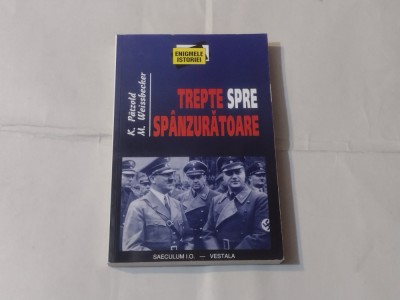 ENIGMELE
ISTORIEI
K. Pätzold
M. Weissbecker
TREPTE SPRE
SPÂNZURĂTOARE
SAECULUM I.O. — VESTALA